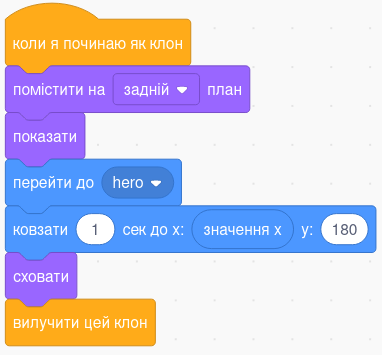 коли я починаю як клон
помістити на задній план
показати
перейти до hero
ковзати 1 сек до x: значення x y: 180
сховати
вилучити цей клон